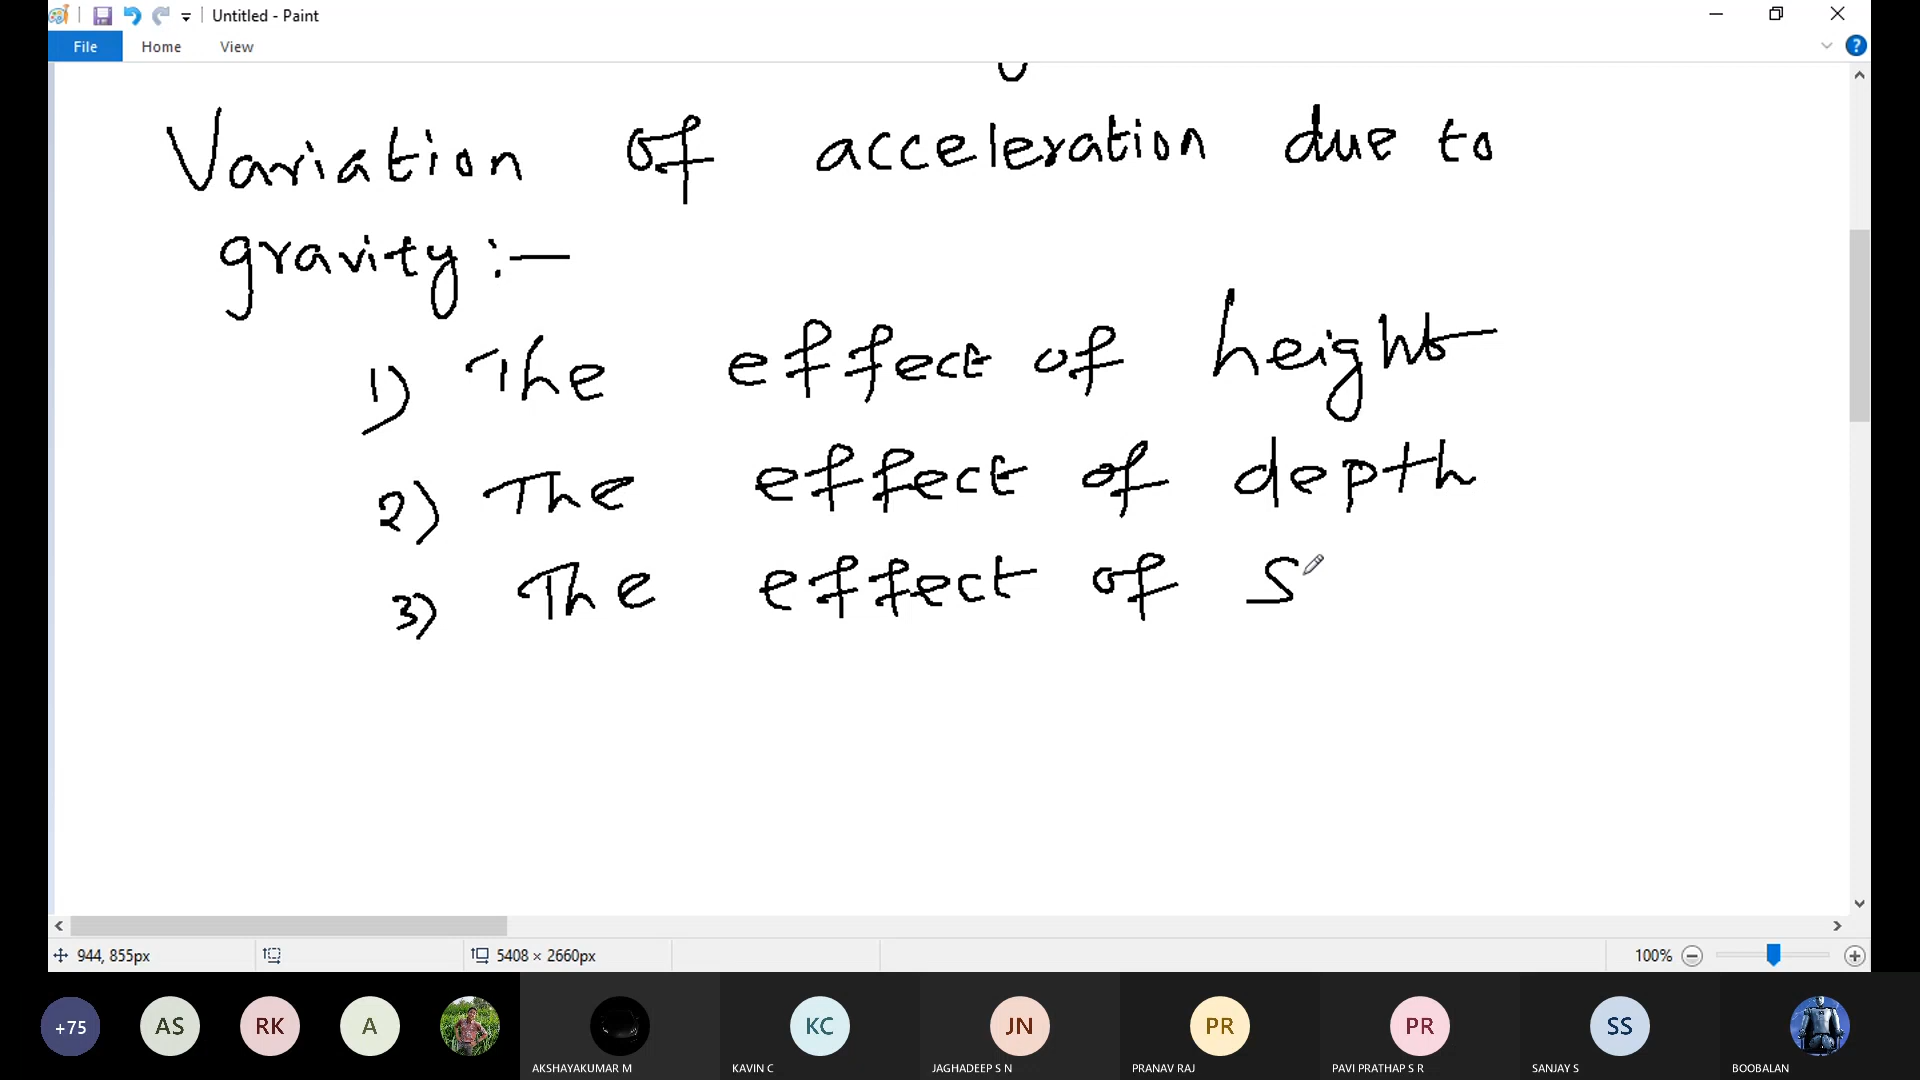 Untitled - Paint
File Home View
Variation of acceleration due to
gravity :-
1) The effect of height
2) The effect of depth
3) The effect of S
944, 855px 5408 × 2660px 100%
+75 AS RK A KC JN PR PR SS
AKSHAYAKUMAR M KAVIN C JAGHADEEP S N PRANAV RAJ PAVI PRATHAP S R SANJAY S BOOBALAN